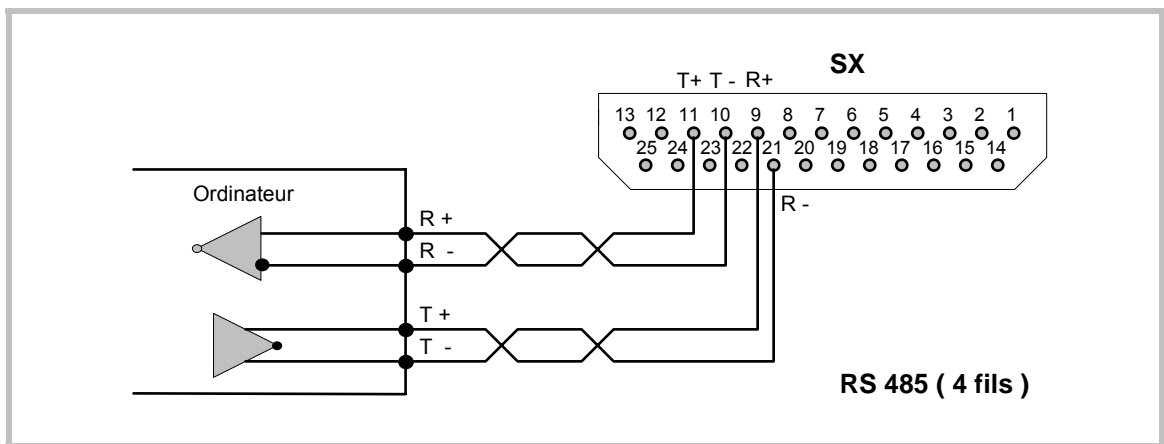 SX
T+ T - R+
13 12 11 10 9 8 7 6 5 4 3 2 1
25 24 23 22 21 20 19 18 17 16 15 14
R -
Ordinateur
R +
R -
T +
T -
RS 485 ( 4 fils )